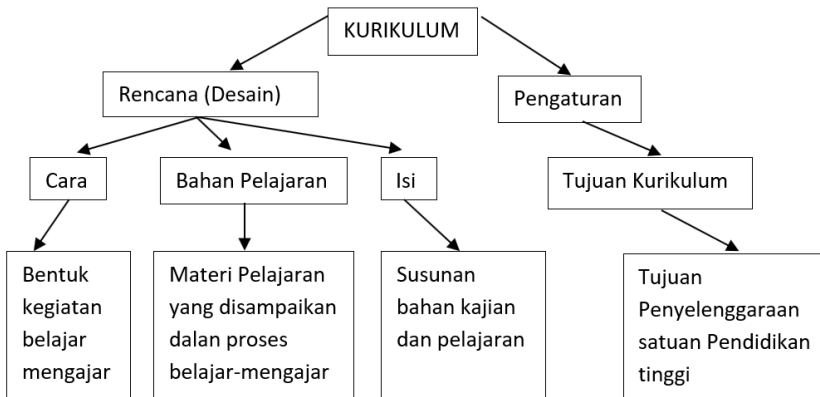 KURIKULUM
Rencana (Desain)
Pengaturan
Cara
Bahan Pelajaran
Isi
Tujuan Kurikulum
Bentuk
kegiatan
belajar
mengajar
Materi Pelajaran
yang disampaikan
dalan proses
belajar-mengajar
Susunan
bahan kajian
dan pelajaran
Tujuan
Penyelenggaraan
satuan Pendidikan
tinggi